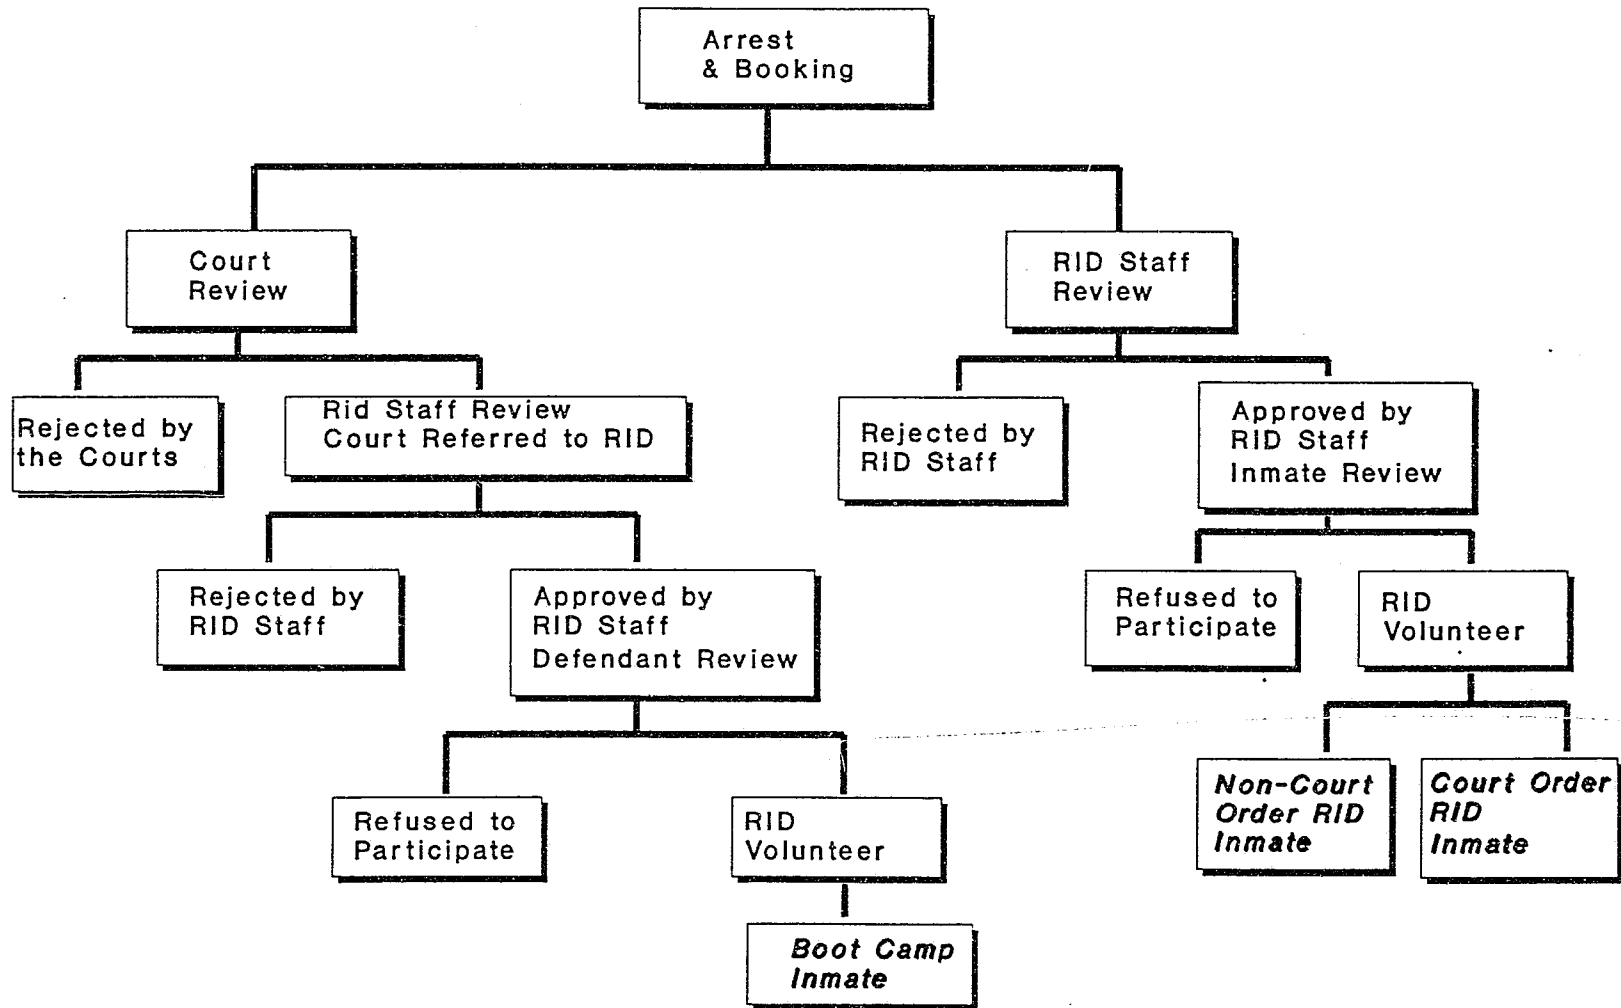 Arrest
& Booking
Court
Review
RID Staff
Review
Rejected by
the Courts
Rid Staff Review
Court Referred to RID
Rejected by
RID Staff
Approved by
RID Staff
Inmate Review
Rejected by
RID Staff
Approved by
RID Staff
Defendant Review
Refused to
Participate
RID
Volunteer
Refused to
Participate
RID
Volunteer
Non-Court
Order RID
Inmate
Court Order
RID
Inmate
Boot Camp
Inmate